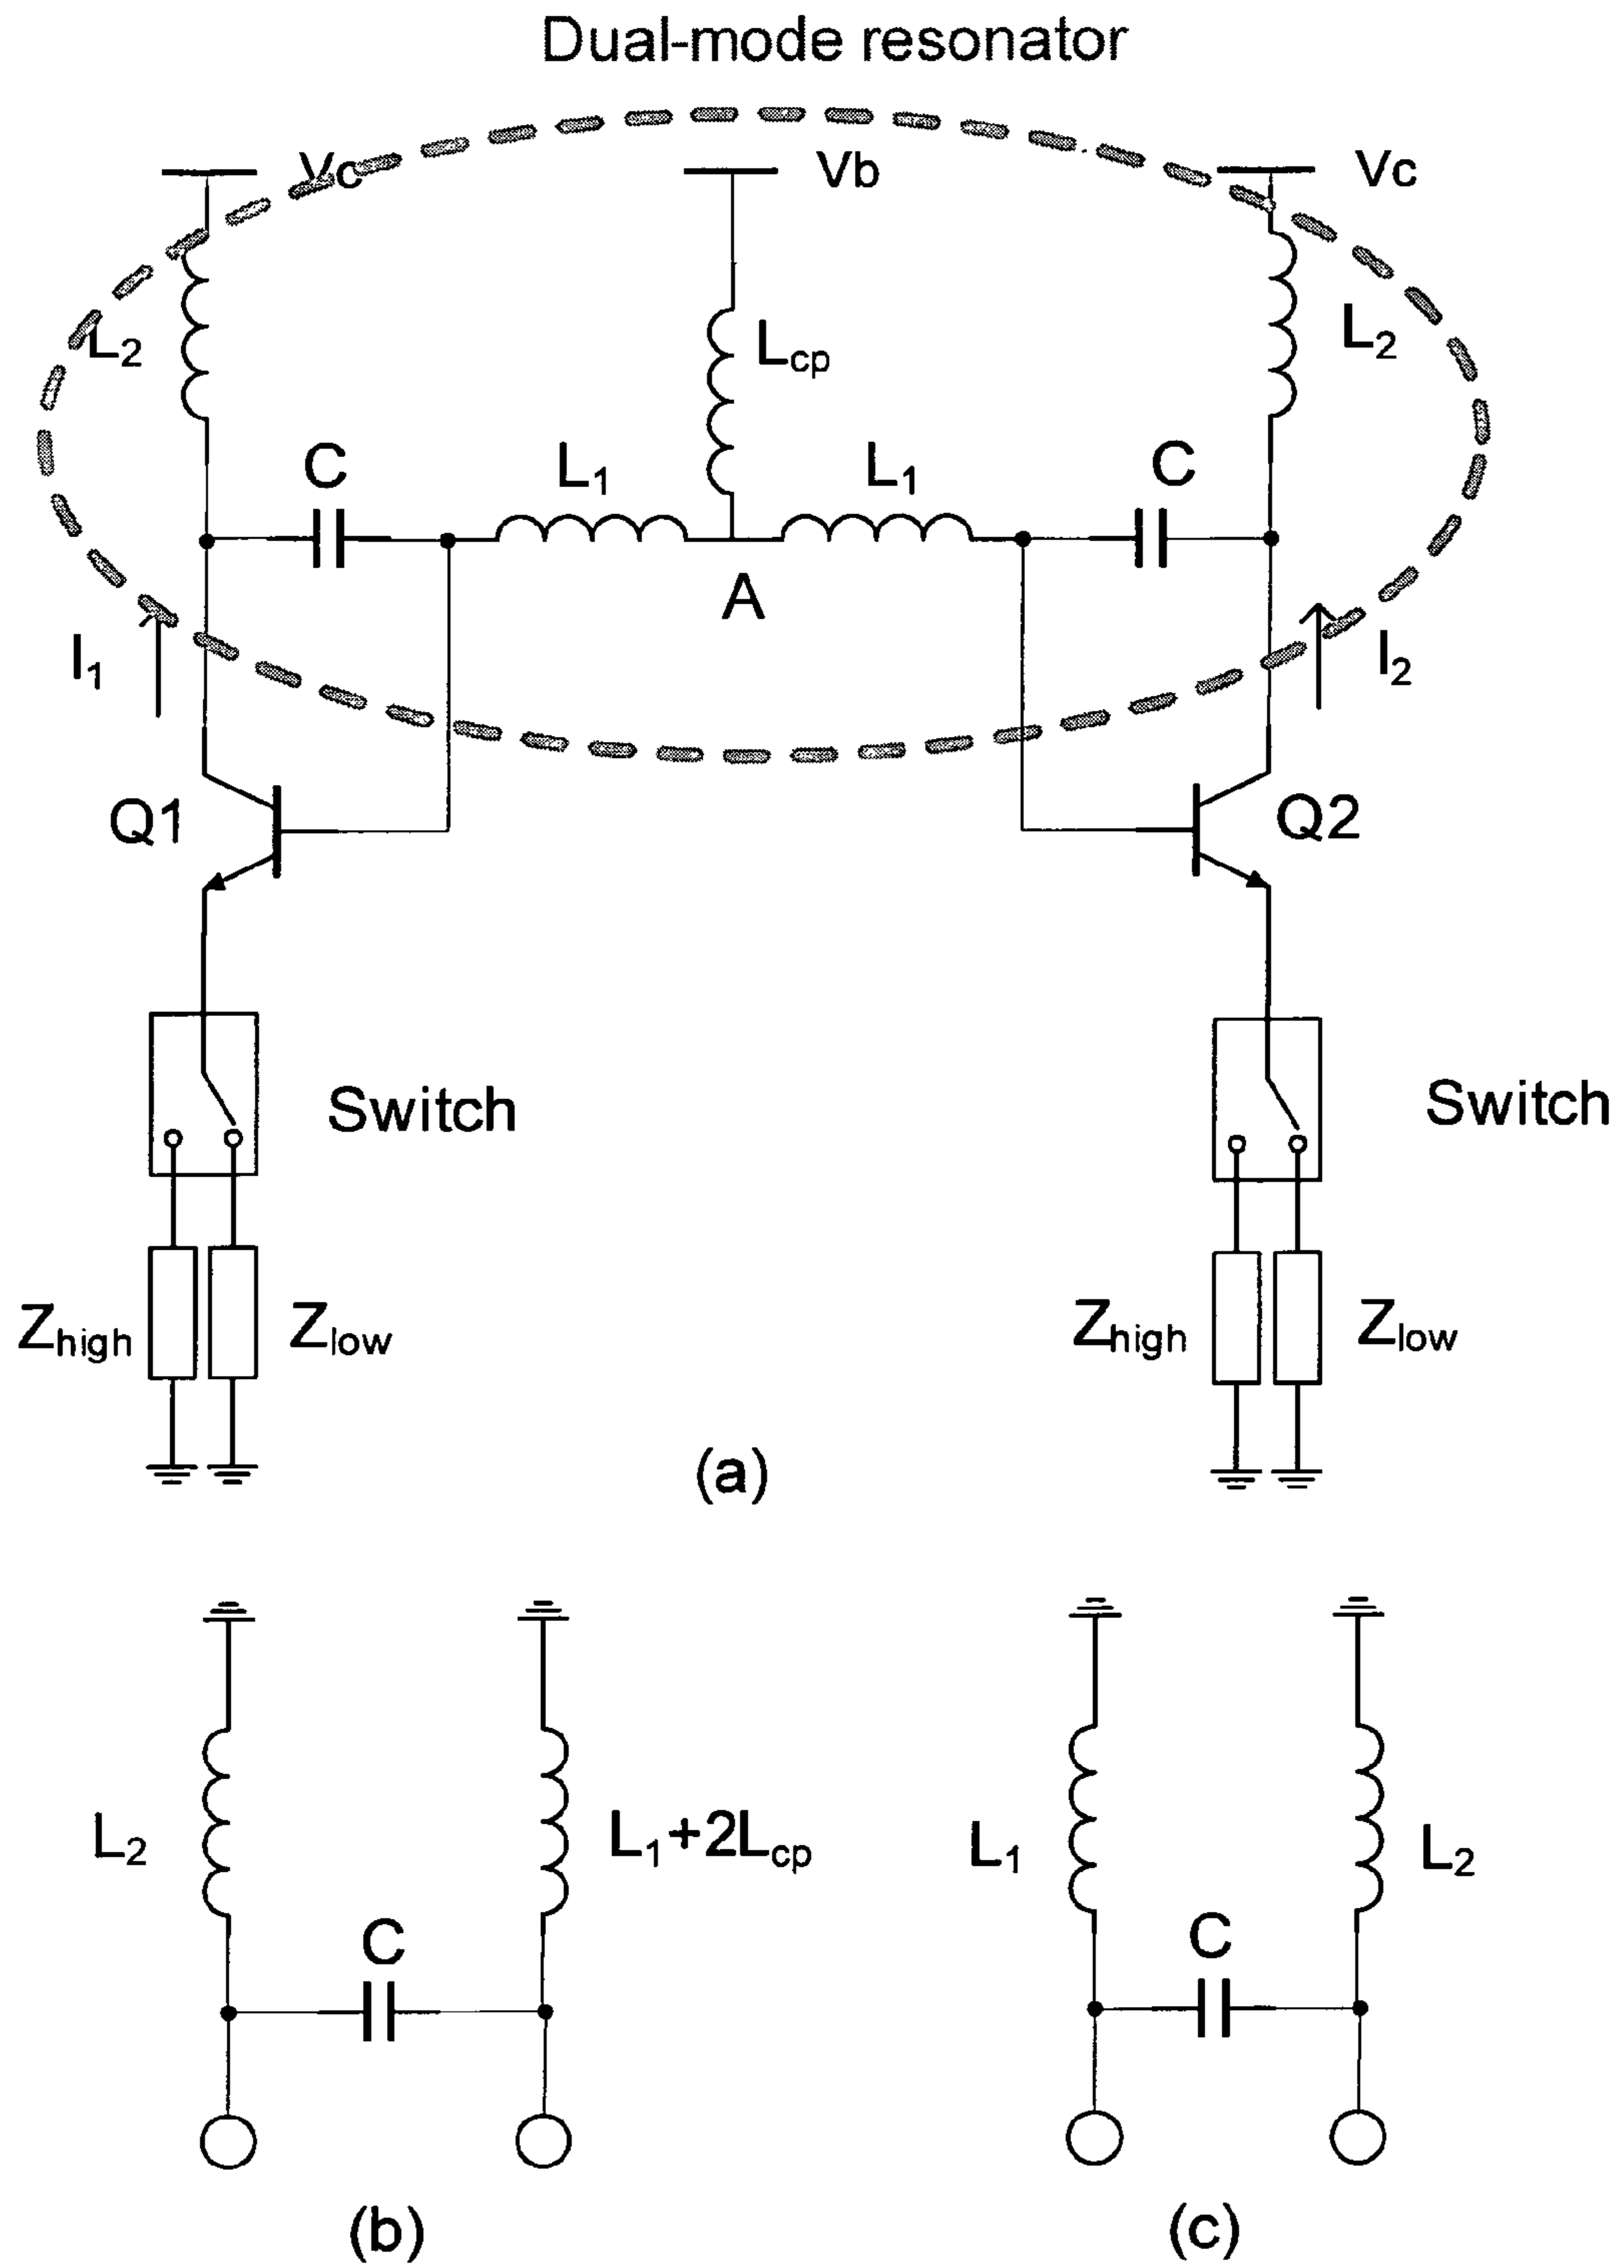 Dual-mode resonator
Vc Vb Vc
L2 Lcp L2
C L1 L1 C
A
I1 I2
Q1 Q2
Switch Switch
Zhigh Zlow Zhigh Zlow
(a)
L2 L1+2Lcp L1 L2
C C
(b) (c)